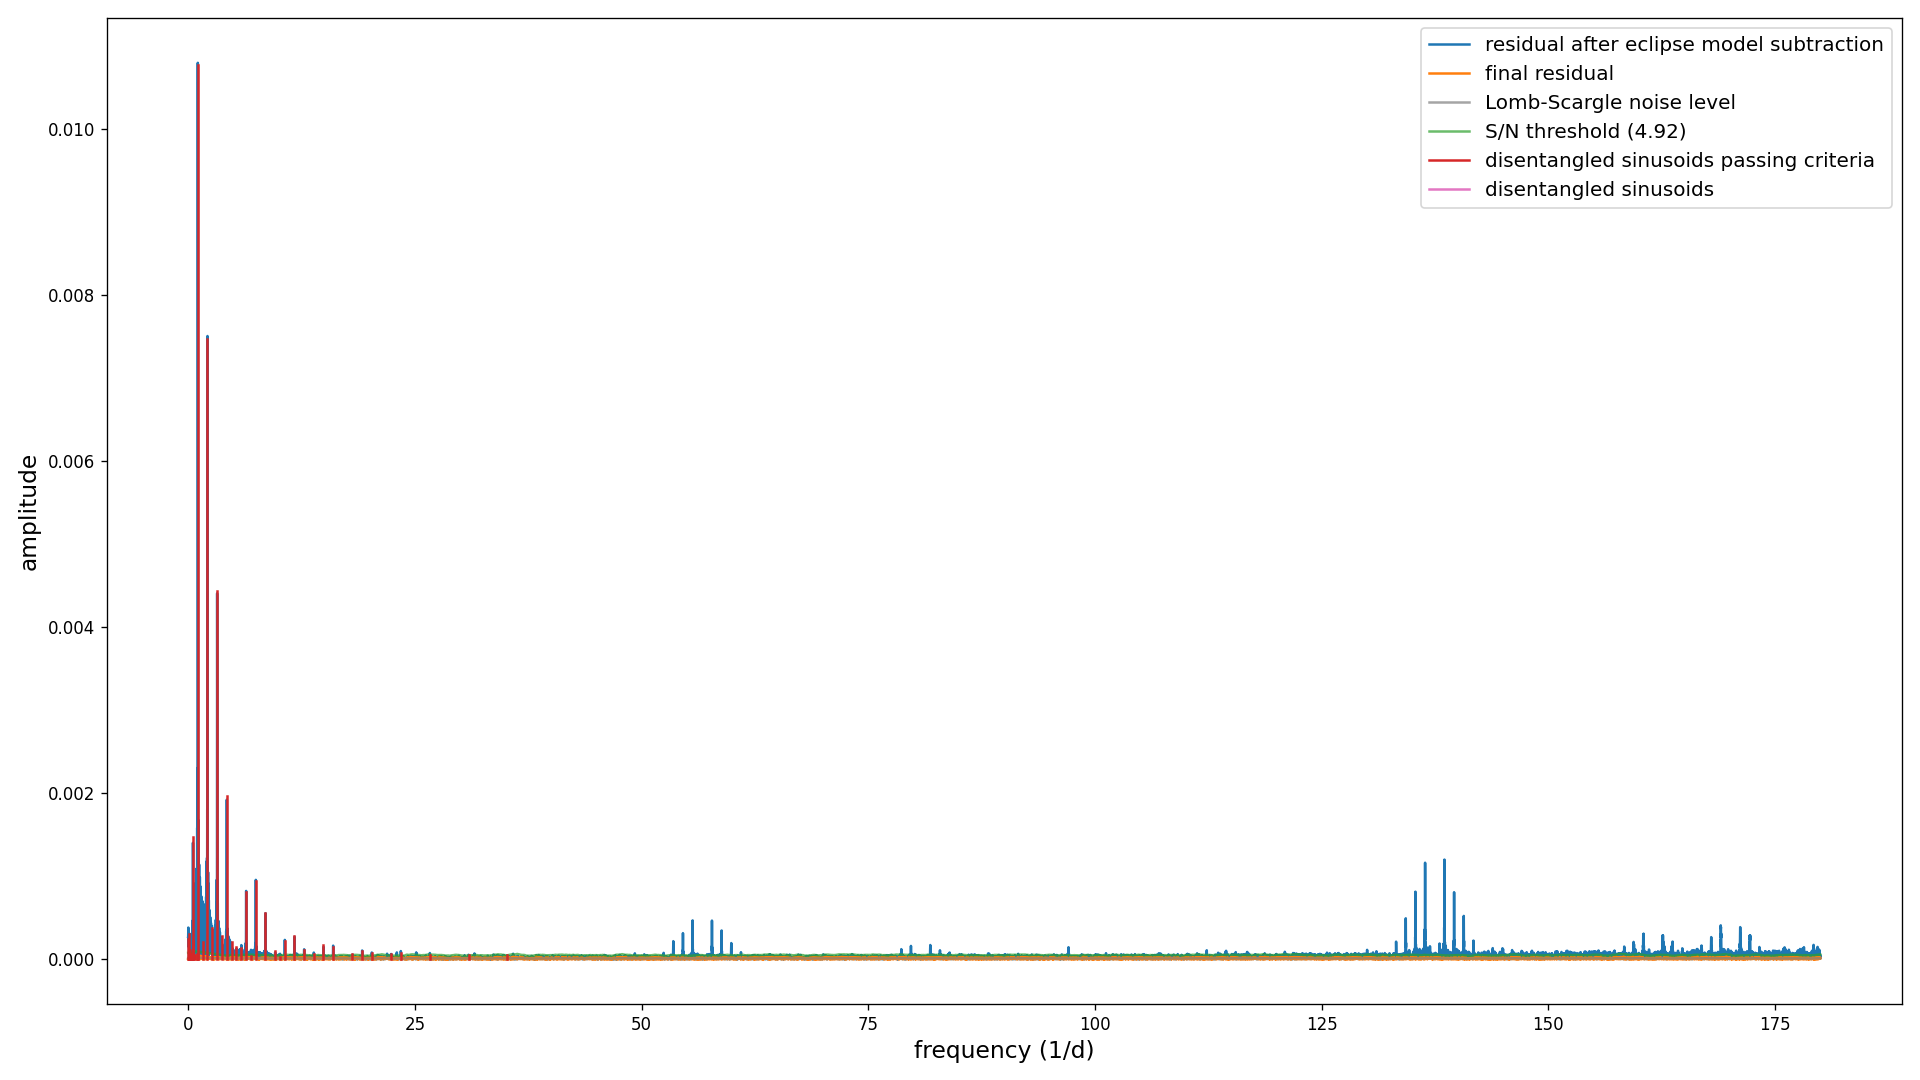 residual after eclipse model subtraction
final residual
Lomb-Scargle noise level
S/N threshold (4.92)
disentangled sinusoids passing criteria
disentangled sinusoids
amplitude
0.010
0.008
0.006
0.004
0.002
0.000
0 25 50 75 100 125 150 175
frequency (1/d)